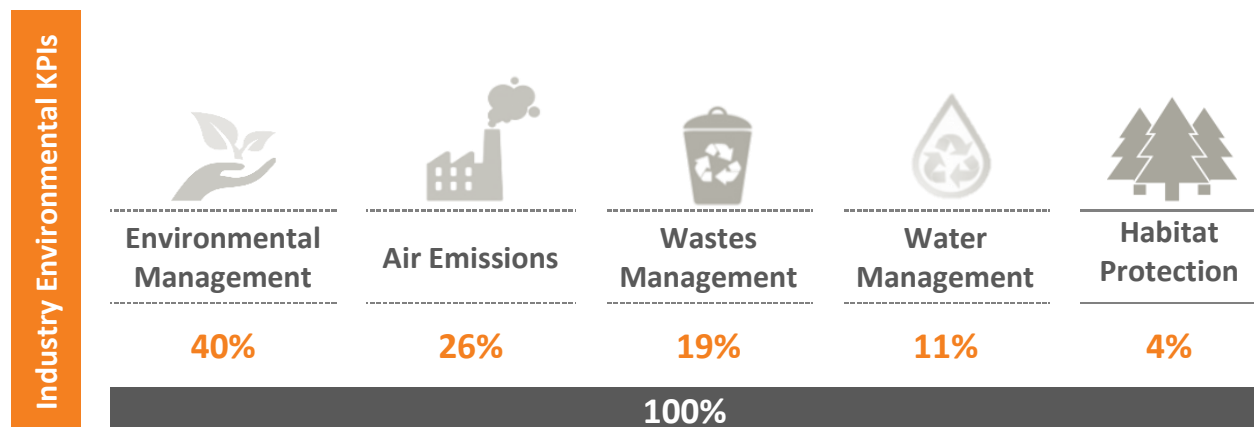 Industry Environmental KPIs
Environmental
Management
Air Emissions
Wastes
Management
Water
Management
Habitat
Protection
40%
26%
19%
11%
4%
100%